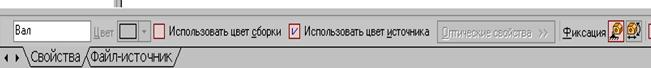 Вал Цвет Использовать цвет сборки Использовать цвет источника Оптические свойства >> Фиксация
Свойства Файл-источник